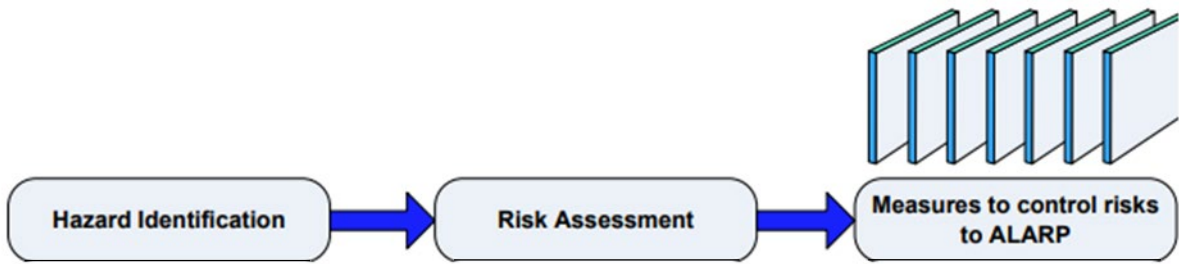 Hazard Identification
Risk Assessment
Measures to control risks
to ALARP